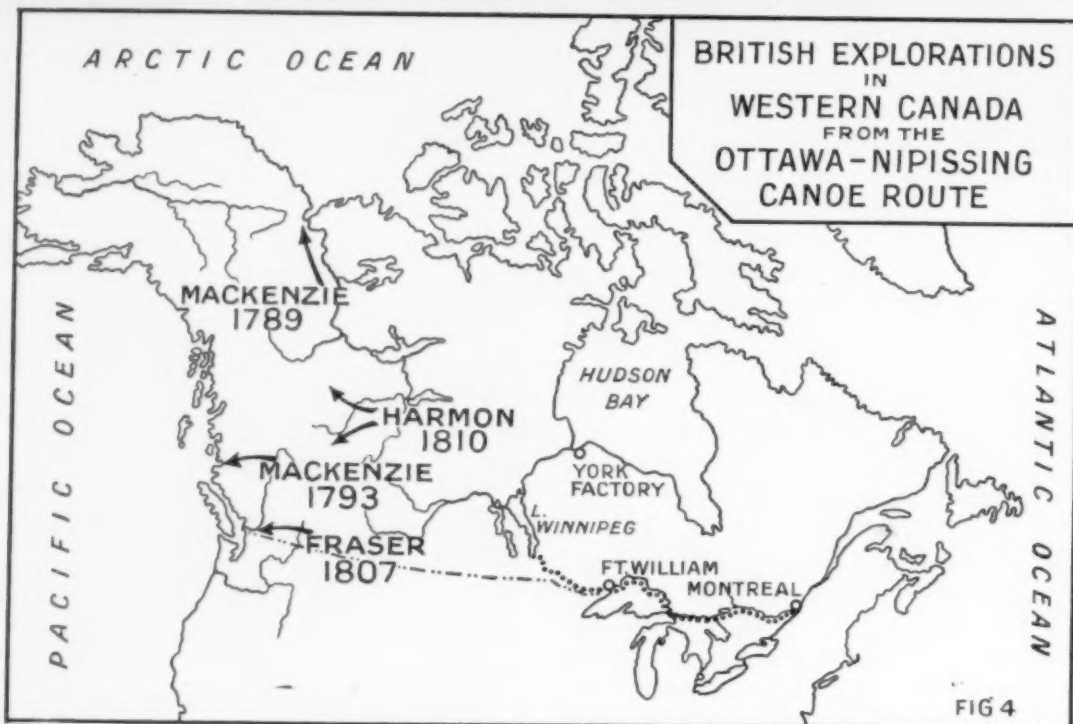 BRITISH EXPLORATIONS
IN
WESTERN CANADA
FROM THE
OTTAWA-NIPISSING
CANOE ROUTE
ARCTIC OCEAN
MACKENZIE
1789
PACIFIC OCEAN
HARMON
1810
MACKENZIE
1793
FRASER
1807
HUDSON
BAY
YORK
FACTORY
L.
WINNIPEG
FT. WILLIAM
MONTREAL
ATLANTIC OCEAN
FIG 4